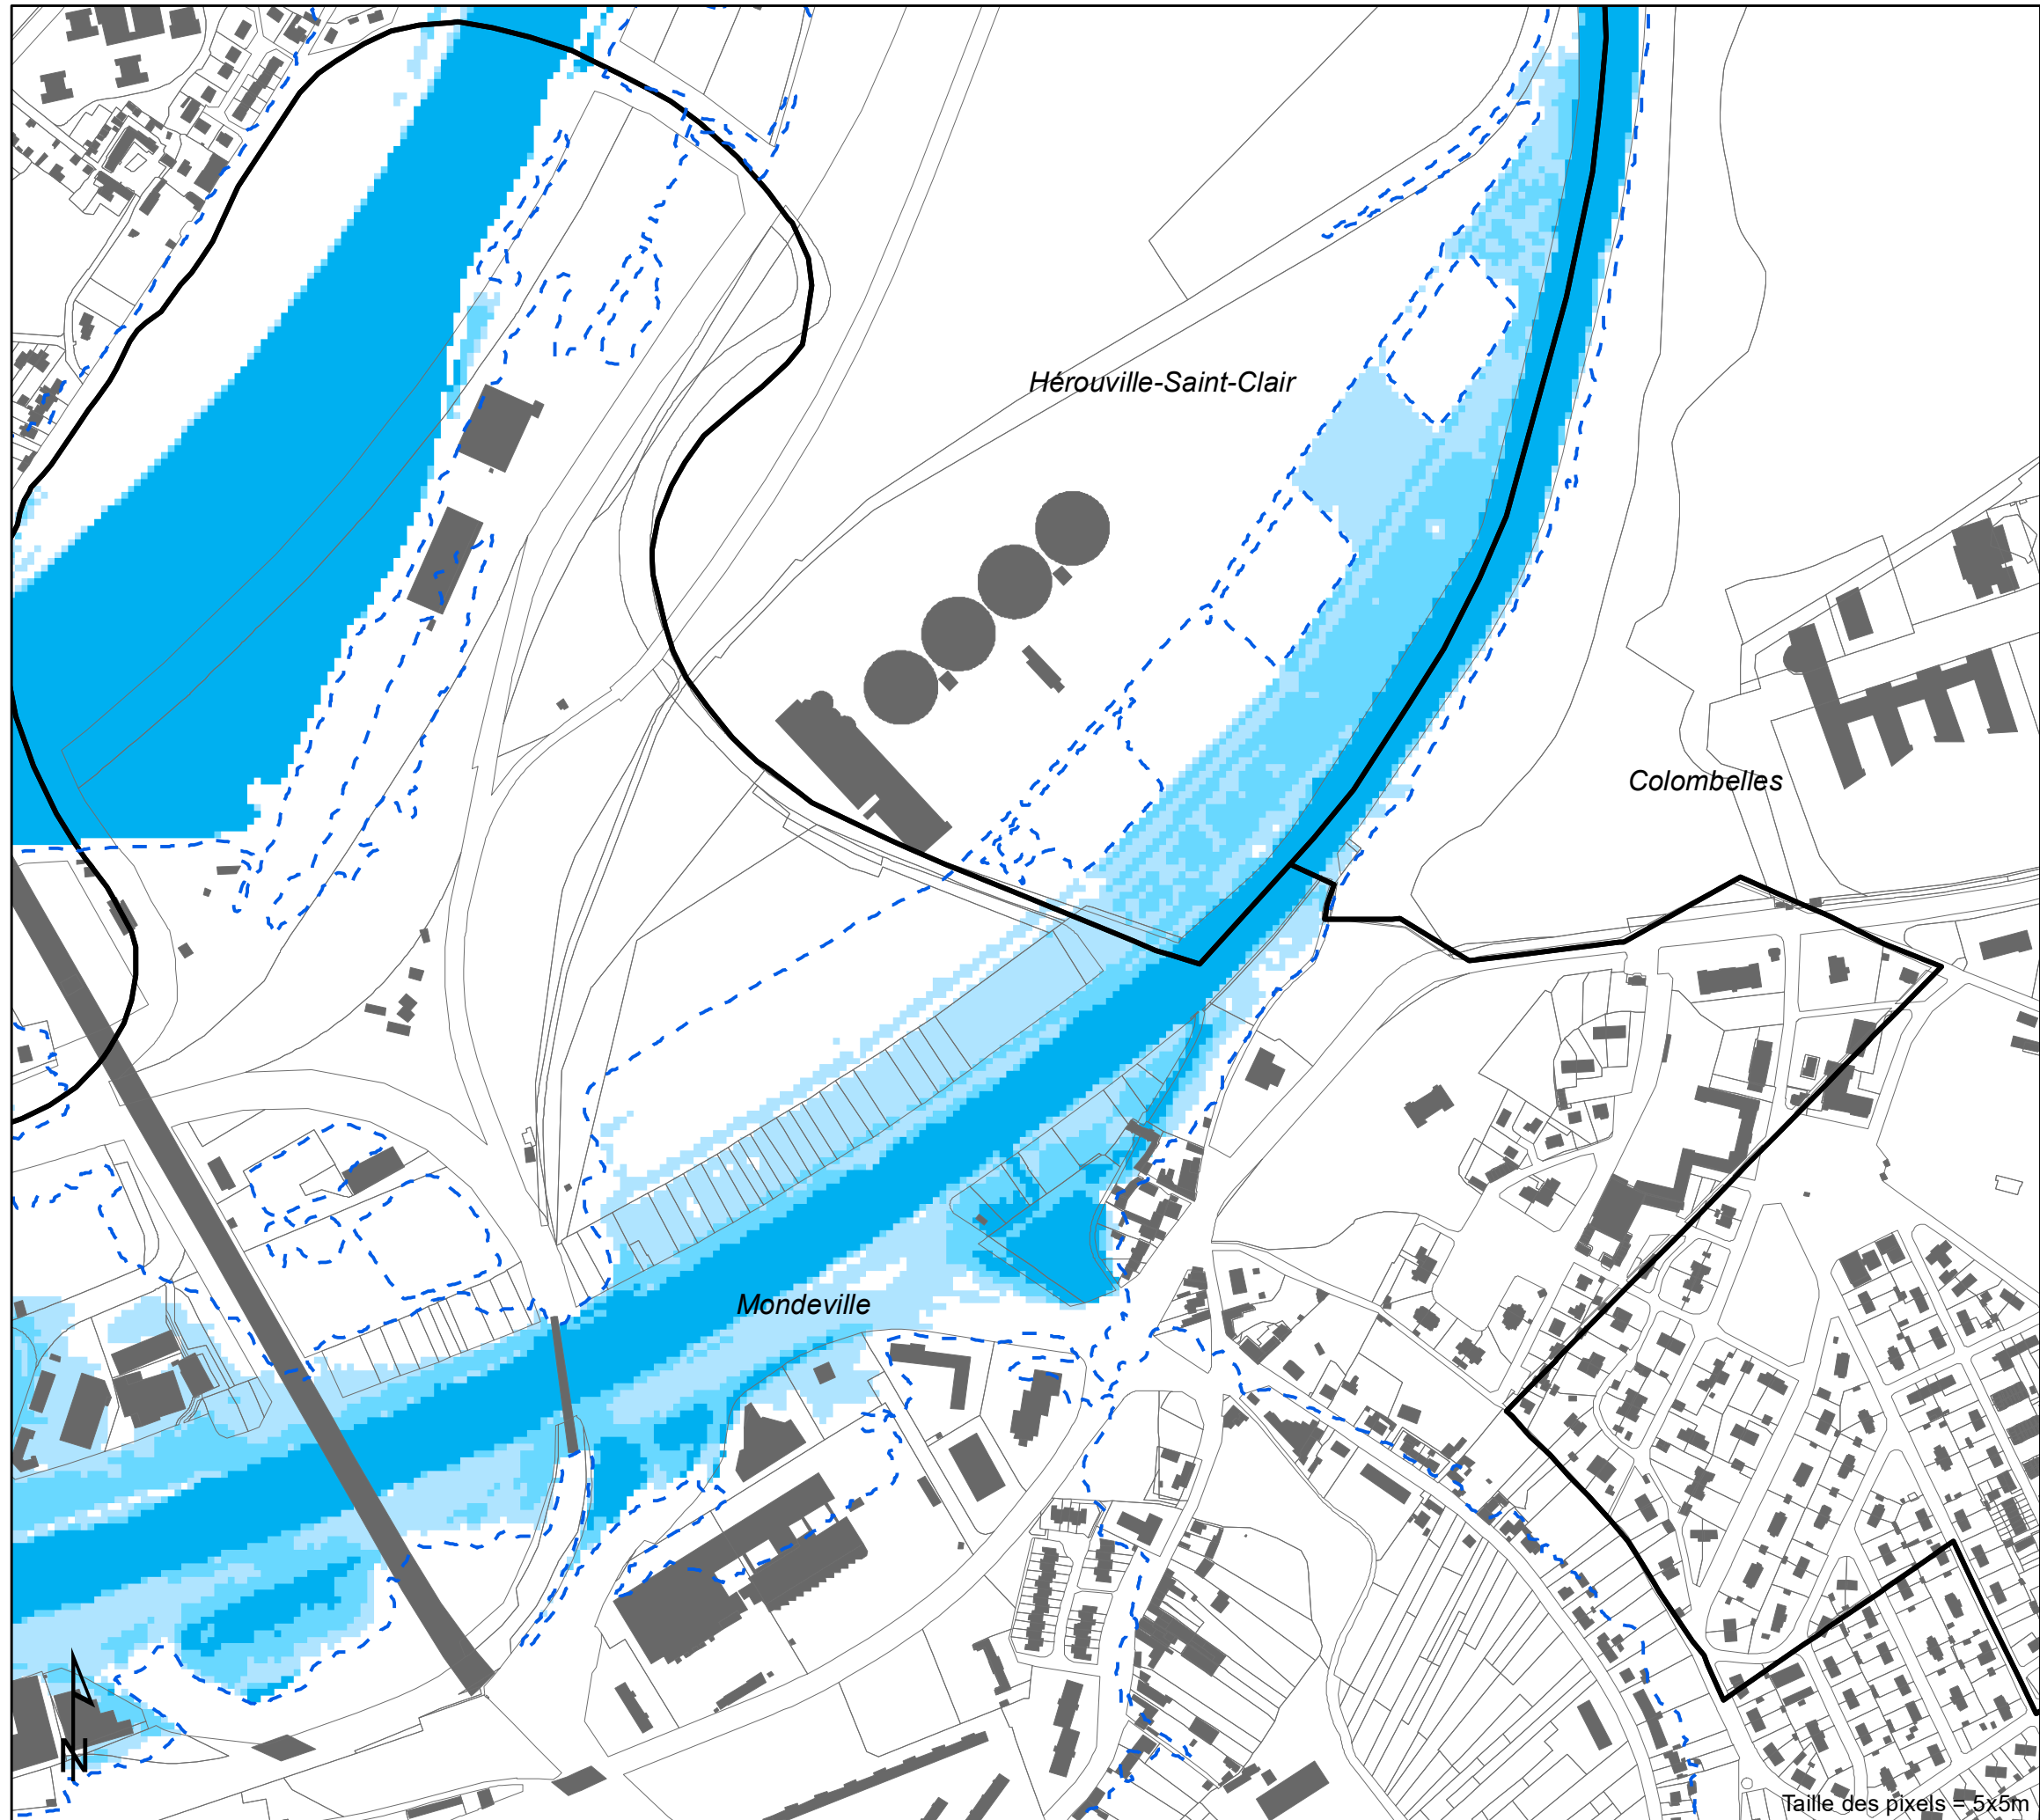 Hérouville-Saint-Clair
Colombelles
Mondeville
N
Taille des pixels = 5x5m